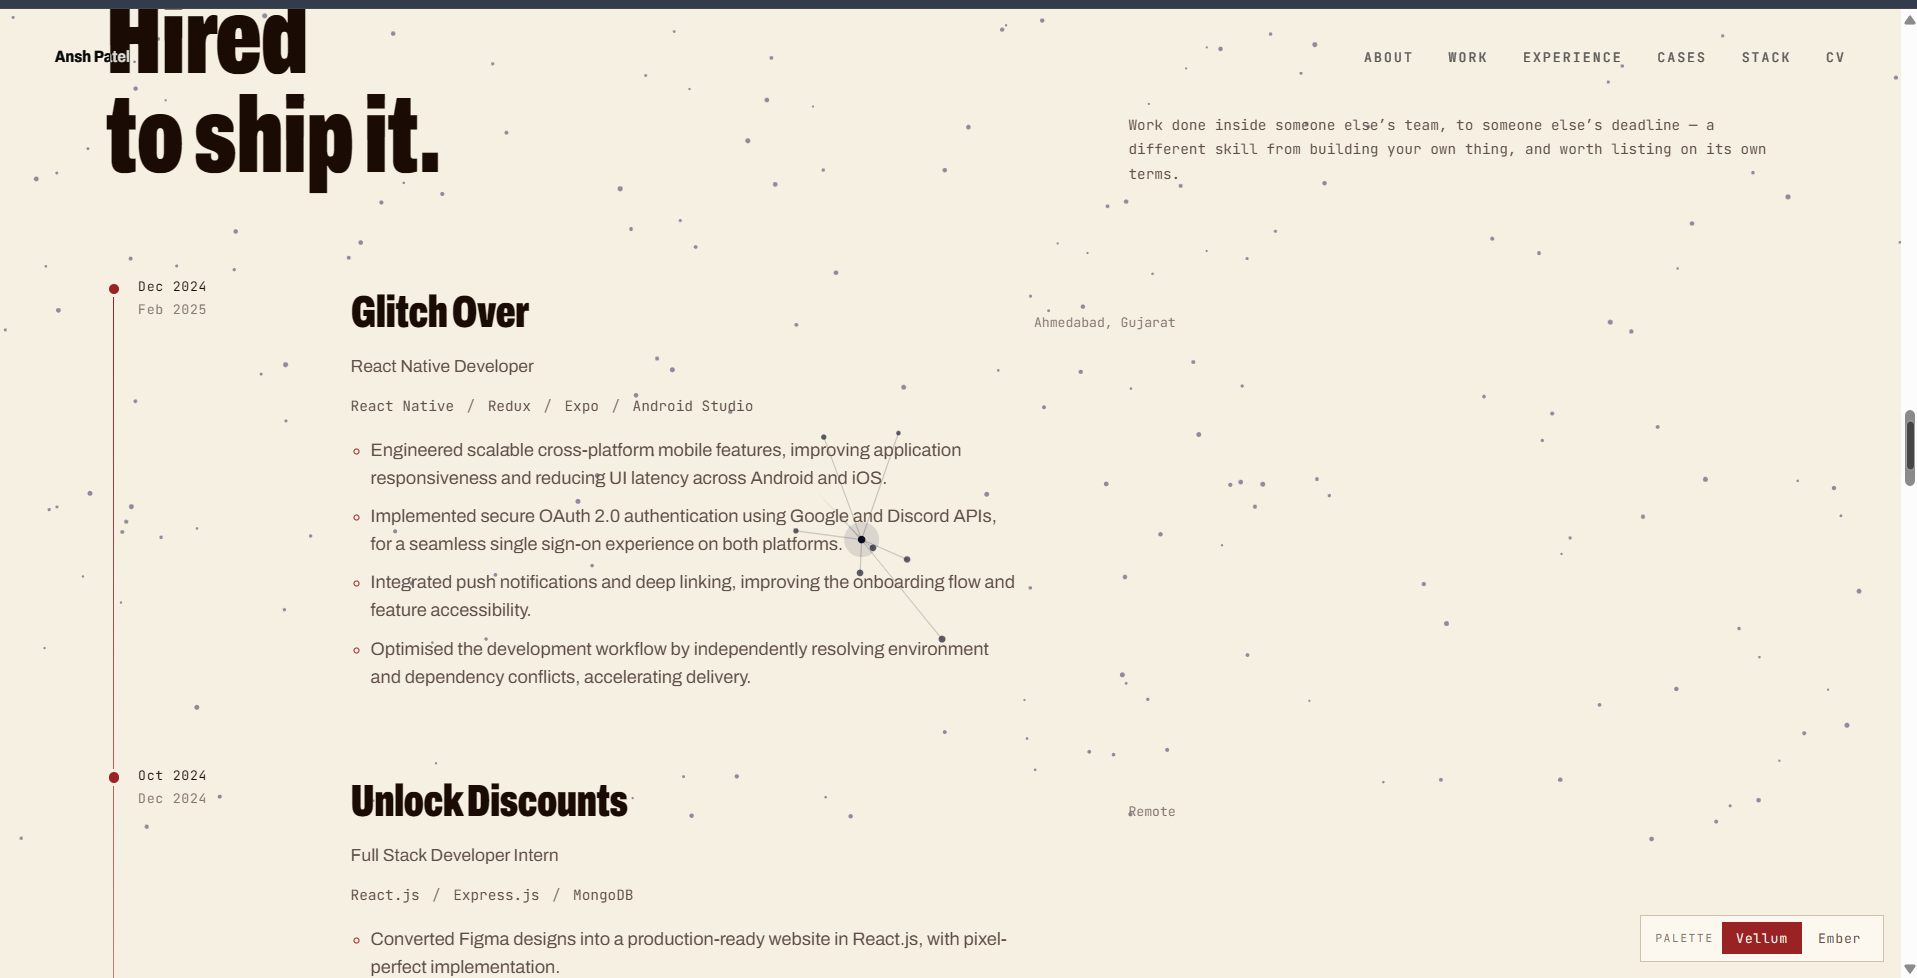 Hired
to ship it.
Ansh Patel
ABOUT WORK EXPERIENCE CASES STACK CV
Work done inside someone else’s team, to someone else’s deadline — a
different skill from building your own thing, and worth listing on its own
terms.
Dec 2024
Feb 2025
Glitch Over
Ahmedabad, Gujarat
React Native Developer
React Native / Redux / Expo / Android Studio
Engineered scalable cross-platform mobile features, improving application
responsiveness and reducing UI latency across Android and iOS.
Implemented secure OAuth 2.0 authentication using Google and Discord APIs,
for a seamless single sign-on experience on both platforms.
Integrated push notifications and deep linking, improving the onboarding flow and
feature accessibility.
Optimised the development workflow by independently resolving environment
and dependency conflicts, accelerating delivery.
Oct 2024
Dec 2024
Unlock Discounts
Remote
Full Stack Developer Intern
React.js / Express.js / MongoDB
Converted Figma designs into a production-ready website in React.js, with pixel-
perfect implementation.
PALETTE Vellum Ember